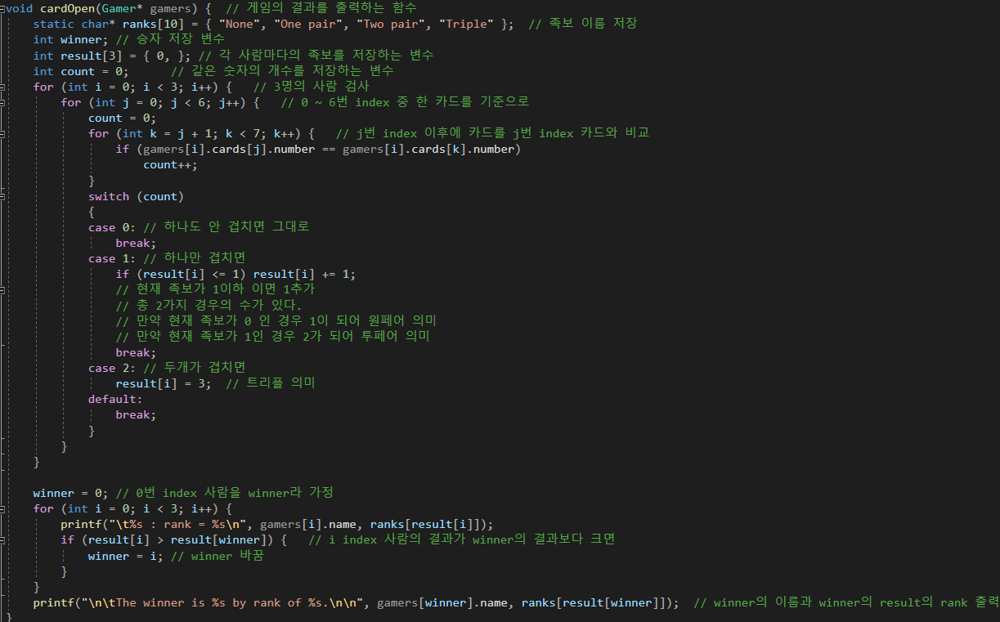 void cardOpen(Gamer* gamers) {  // 게임의 결과를 출력하는 함수
    static char* ranks[10] = { "None", "One pair", "Two pair", "Triple" };  // 족보 이름 저장
    int winner; // 승자 저장 변수
    int result[3] = { 0, }; // 각 사람마다의 족보를 저장하는 변수
    int count = 0;      // 같은 숫자의 개수를 저장하는 변수
    for (int i = 0; i < 3; i++) {   // 3명의 사람 검사
        for (int j = 0; j < 6; j++) {   // 0 ~ 6번 index 중 한 카드를 기준으로
            count = 0;
            for (int k = j + 1; k < 7; k++) {   // j번 index 이후에 카드를 j번 index 카드와 비교
                if (gamers[i].cards[j].number == gamers[i].cards[k].number)
                    count++;
            }
            switch (count)
            {
            case 0: // 하나도 안 겹치면 그대로
                break;
            case 1: // 하나만 겹치면
                if (result[i] <= 1) result[i] += 1;
                // 현재 족보가 1이하 이면 1추가
                // 총 2가지 경우의 수가 있다.
                // 만약 현재 족보가 0 인 경우 1이 되어 원페어 의미
                // 만약 현재 족보가 1인 경우 2가 되어 투페어 의미
                break;
            case 2: // 두개가 겹치면
                result[i] = 3;  // 트리플 의미
            default:
                break;
            }
        }
    }
    winner = 0; // 0번 index 사람을 winner라 가정
    for (int i = 0; i < 3; i++) {
        printf("\t%s : rank = %s\n", gamers[i].name, ranks[result[i]]);
        if (result[i] > result[winner]) {   // i index 사람의 결과가 winner의 결과보다 크면
            winner = i; // winner 바꿈
        }
    }
    printf("\n\tThe winner is %s by rank of %s.\n\n", gamers[winner].name, ranks[result[winner]]);  // winner의 이름과 winner의 result의 rank 출력
}